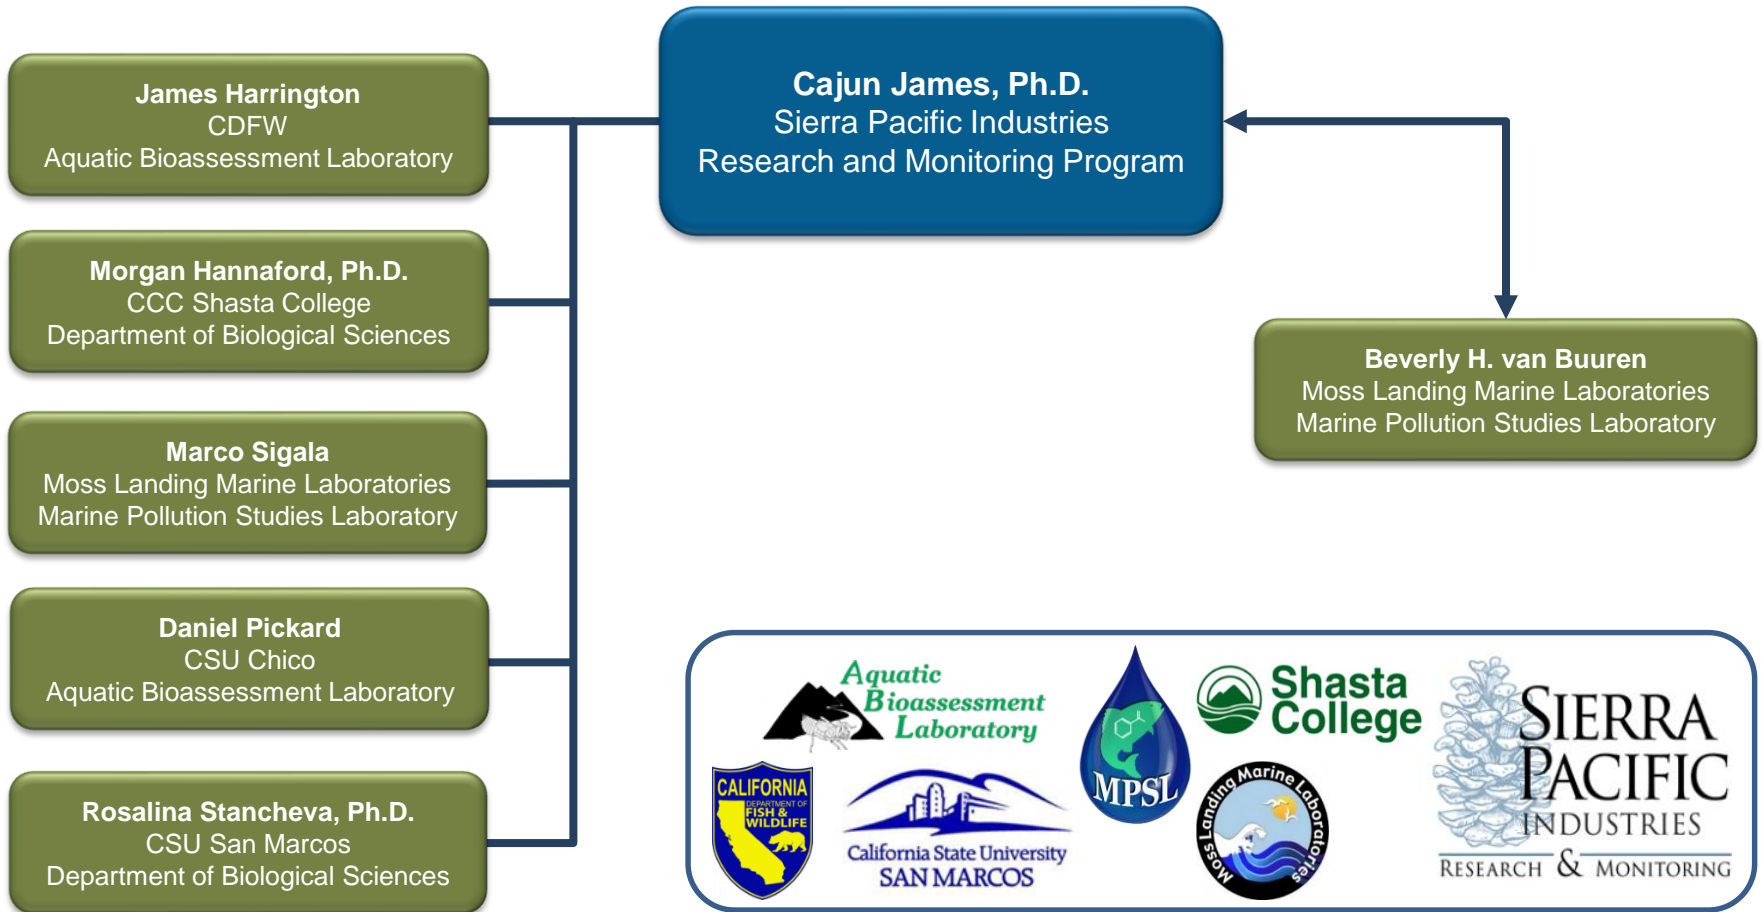 James Harrington
CDFW
Aquatic Bioassessment Laboratory
Cajun James, Ph.D.
Sierra Pacific Industries
Research and Monitoring Program
Morgan Hannaford, Ph.D.
CCC Shasta College
Department of Biological Sciences
Marco Sigala
Moss Landing Marine Laboratories
Marine Pollution Studies Laboratory
Daniel Pickard
CSU Chico
Aquatic Bioassessment Laboratory
Rosalina Stancheva, Ph.D.
CSU San Marcos
Department of Biological Sciences
Beverly H. van Buuren
Moss Landing Marine Laboratories
Marine Pollution Studies Laboratory
Aquatic
Bioassessment
Laboratory
MPSL
Shasta
College
SIERRA
PACIFIC
INDUSTRIES
RESEARCH & MONITORING
CALIFORNIA
DEPARTMENT OF
FISH &
WILDLIFE
California State University
SAN MARCOS
Moss Landing Marine Laboratories